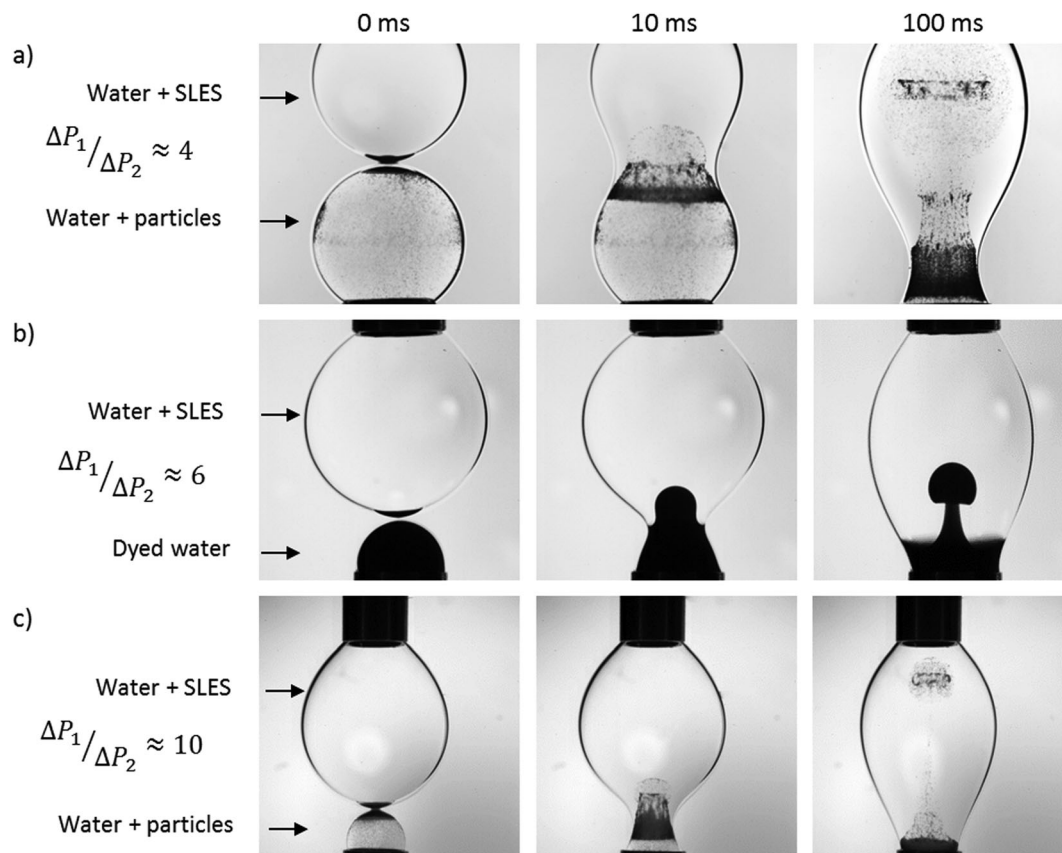 0 ms 10 ms 100 ms
a)
Water + SLES
ΔP₁/ΔP₂ ≈ 4
Water + particles
b)
Water + SLES
ΔP₁/ΔP₂ ≈ 6
Dyed water
c)
Water + SLES
ΔP₁/ΔP₂ ≈ 10
Water + particles